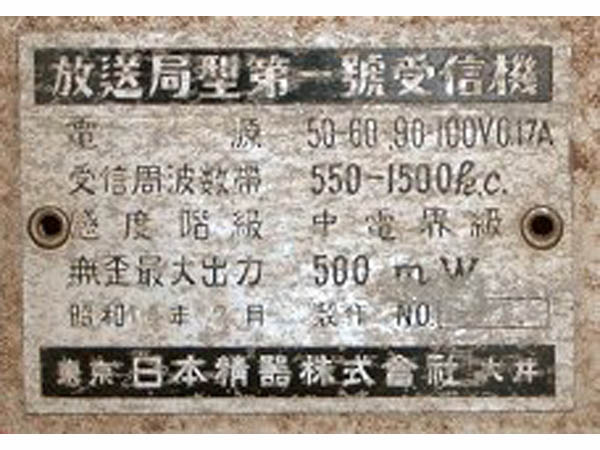 放送局型第一號受信機
電源 50-60 .90-100V 0.17A
受信周波数帯 550-1500k.c.
感度階級 中電界級
無歪最大出力 500 mW
昭和 年 月 製作 NO.
東京 日本精器株式會社 大井